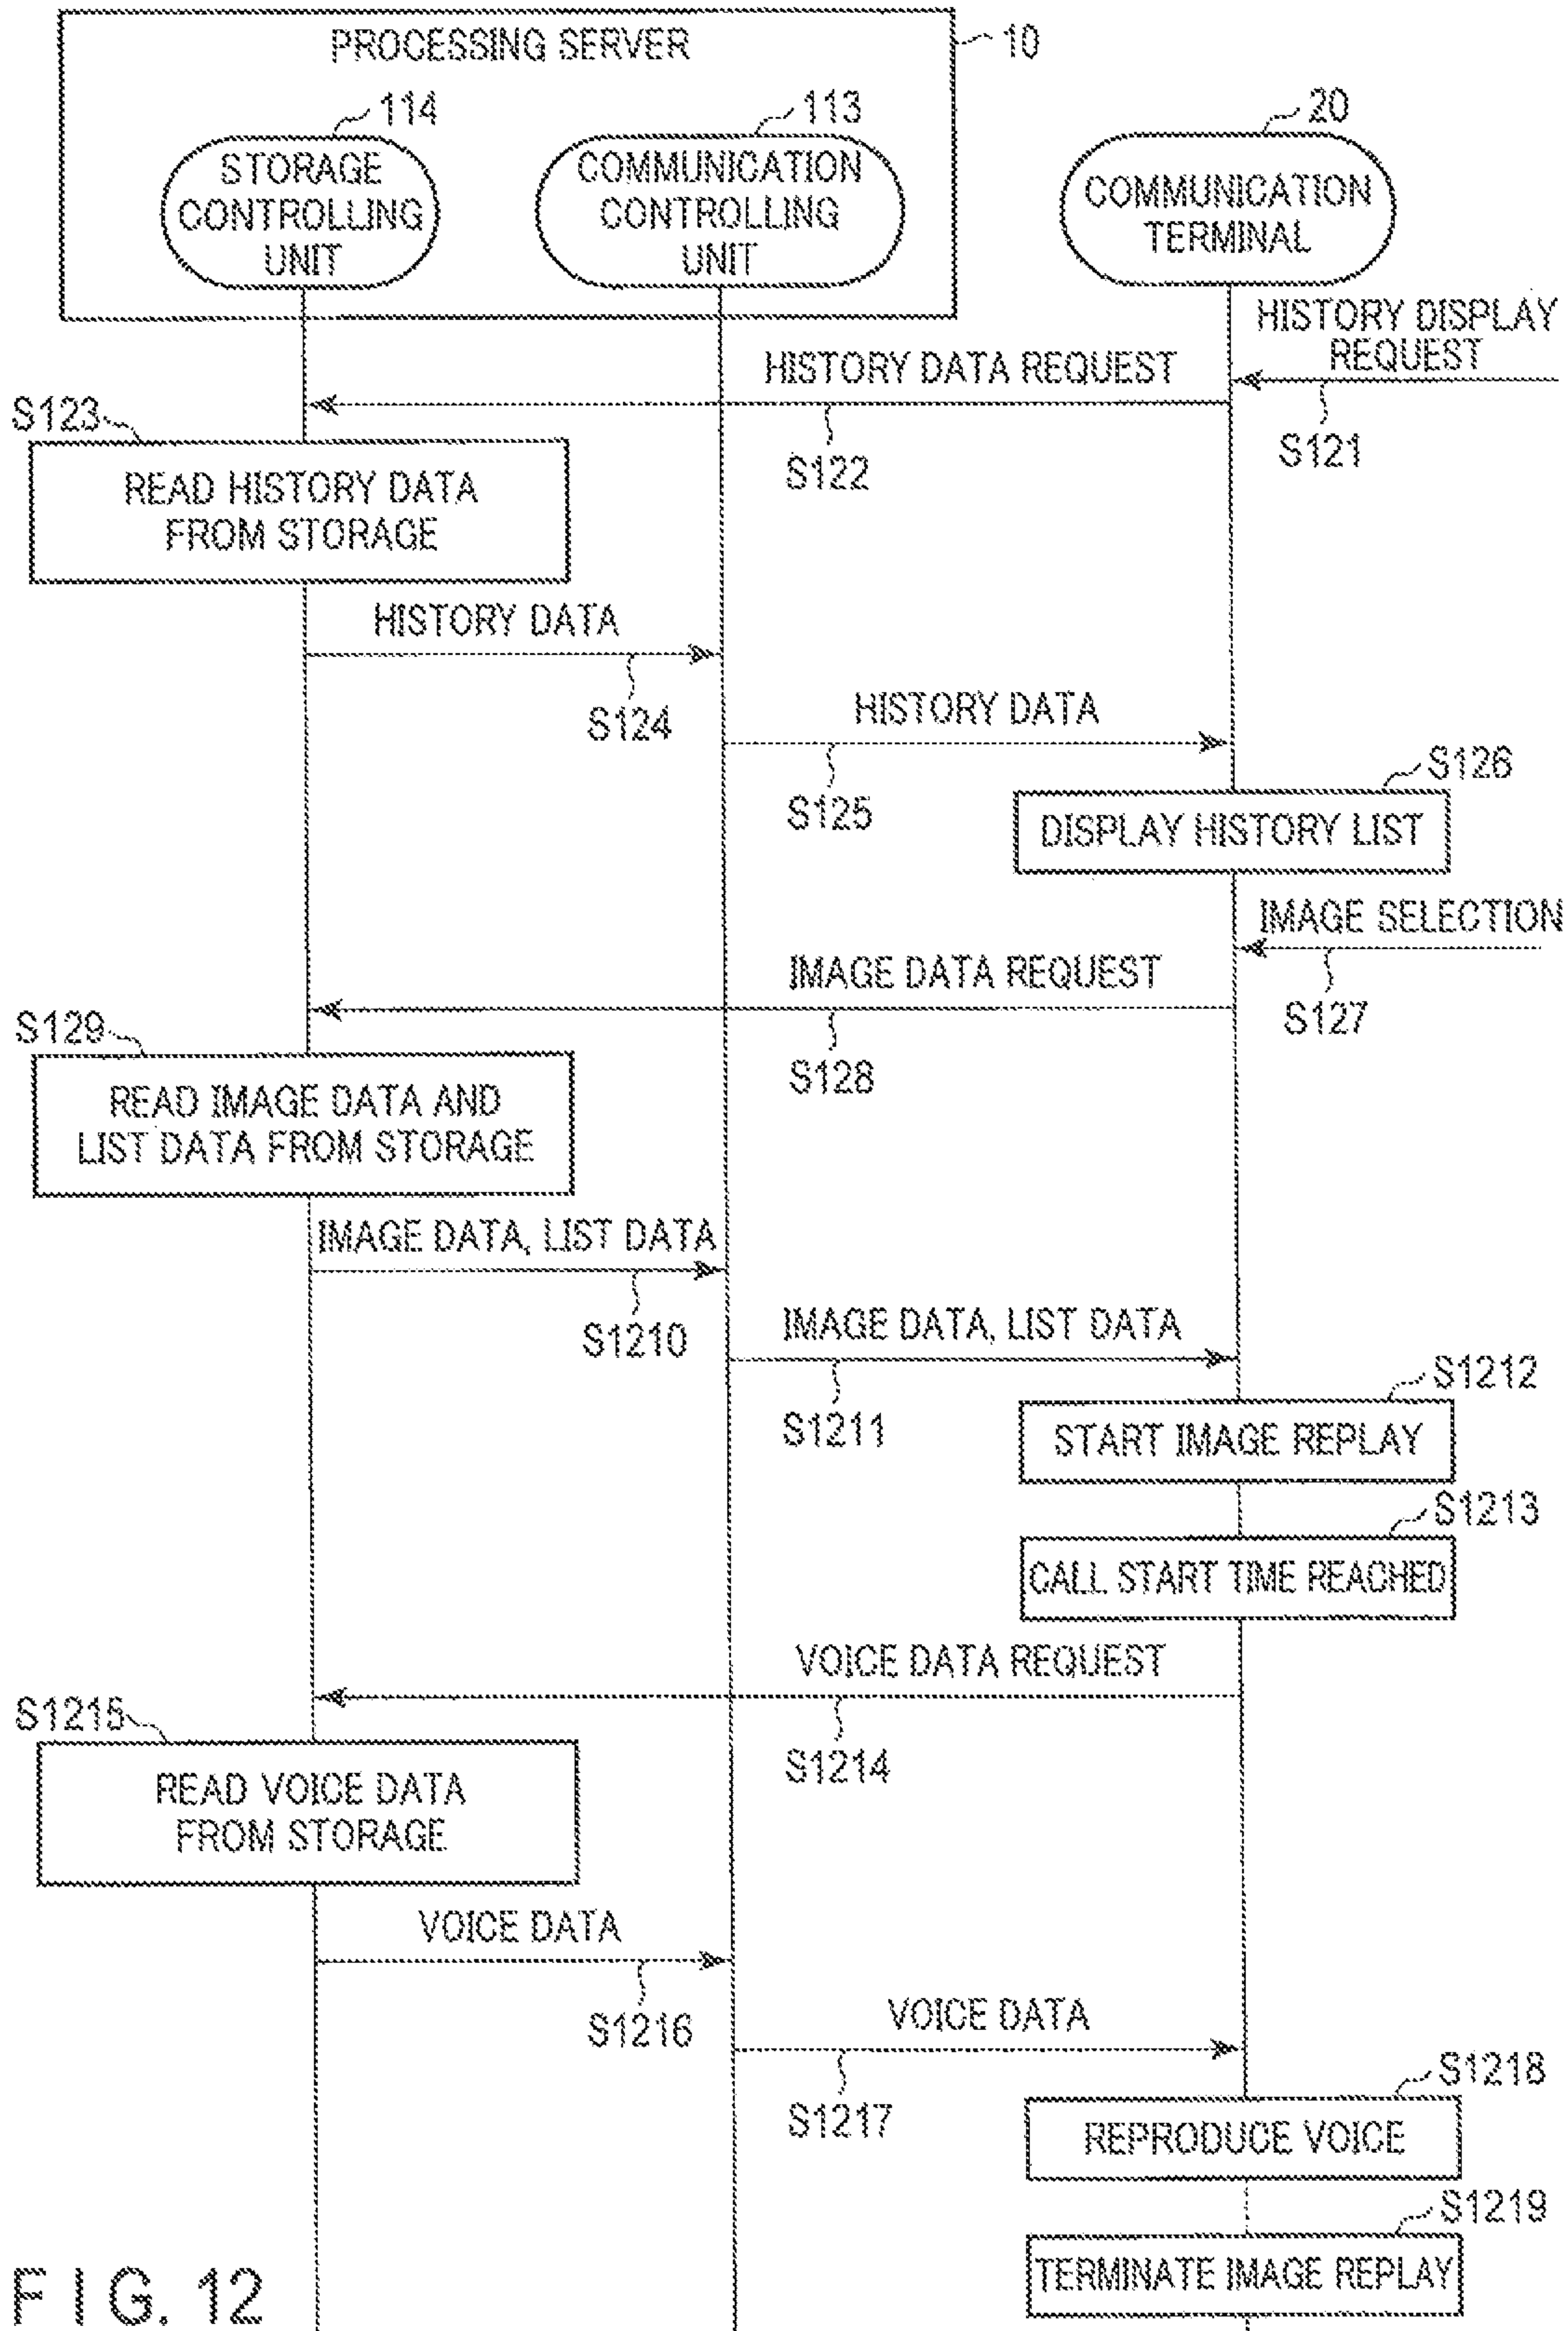 PROCESSING SERVER
10
114
113
20
STORAGE
CONTROLLING
UNIT
COMMUNICATION
CONTROLLING
UNIT
COMMUNICATION
TERMINAL
HISTORY DISPLAY
REQUEST
S121
HISTORY DATA REQUEST
S122
S123
READ HISTORY DATA
FROM STORAGE
HISTORY DATA
S124
HISTORY DATA
S125
S126
DISPLAY HISTORY LIST
IMAGE SELECTION
S127
IMAGE DATA REQUEST
S128
S129
READ IMAGE DATA AND
LIST DATA FROM STORAGE
IMAGE DATA, LIST DATA
S1210
IMAGE DATA, LIST DATA
S1211
S1212
START IMAGE REPLAY
S1213
CALL START TIME REACHED
VOICE DATA REQUEST
S1214
S1215
READ VOICE DATA
FROM STORAGE
VOICE DATA
S1216
VOICE DATA
S1217
S1218
REPRODUCE VOICE
S1219
TERMINATE IMAGE REPLAY
FIG. 12